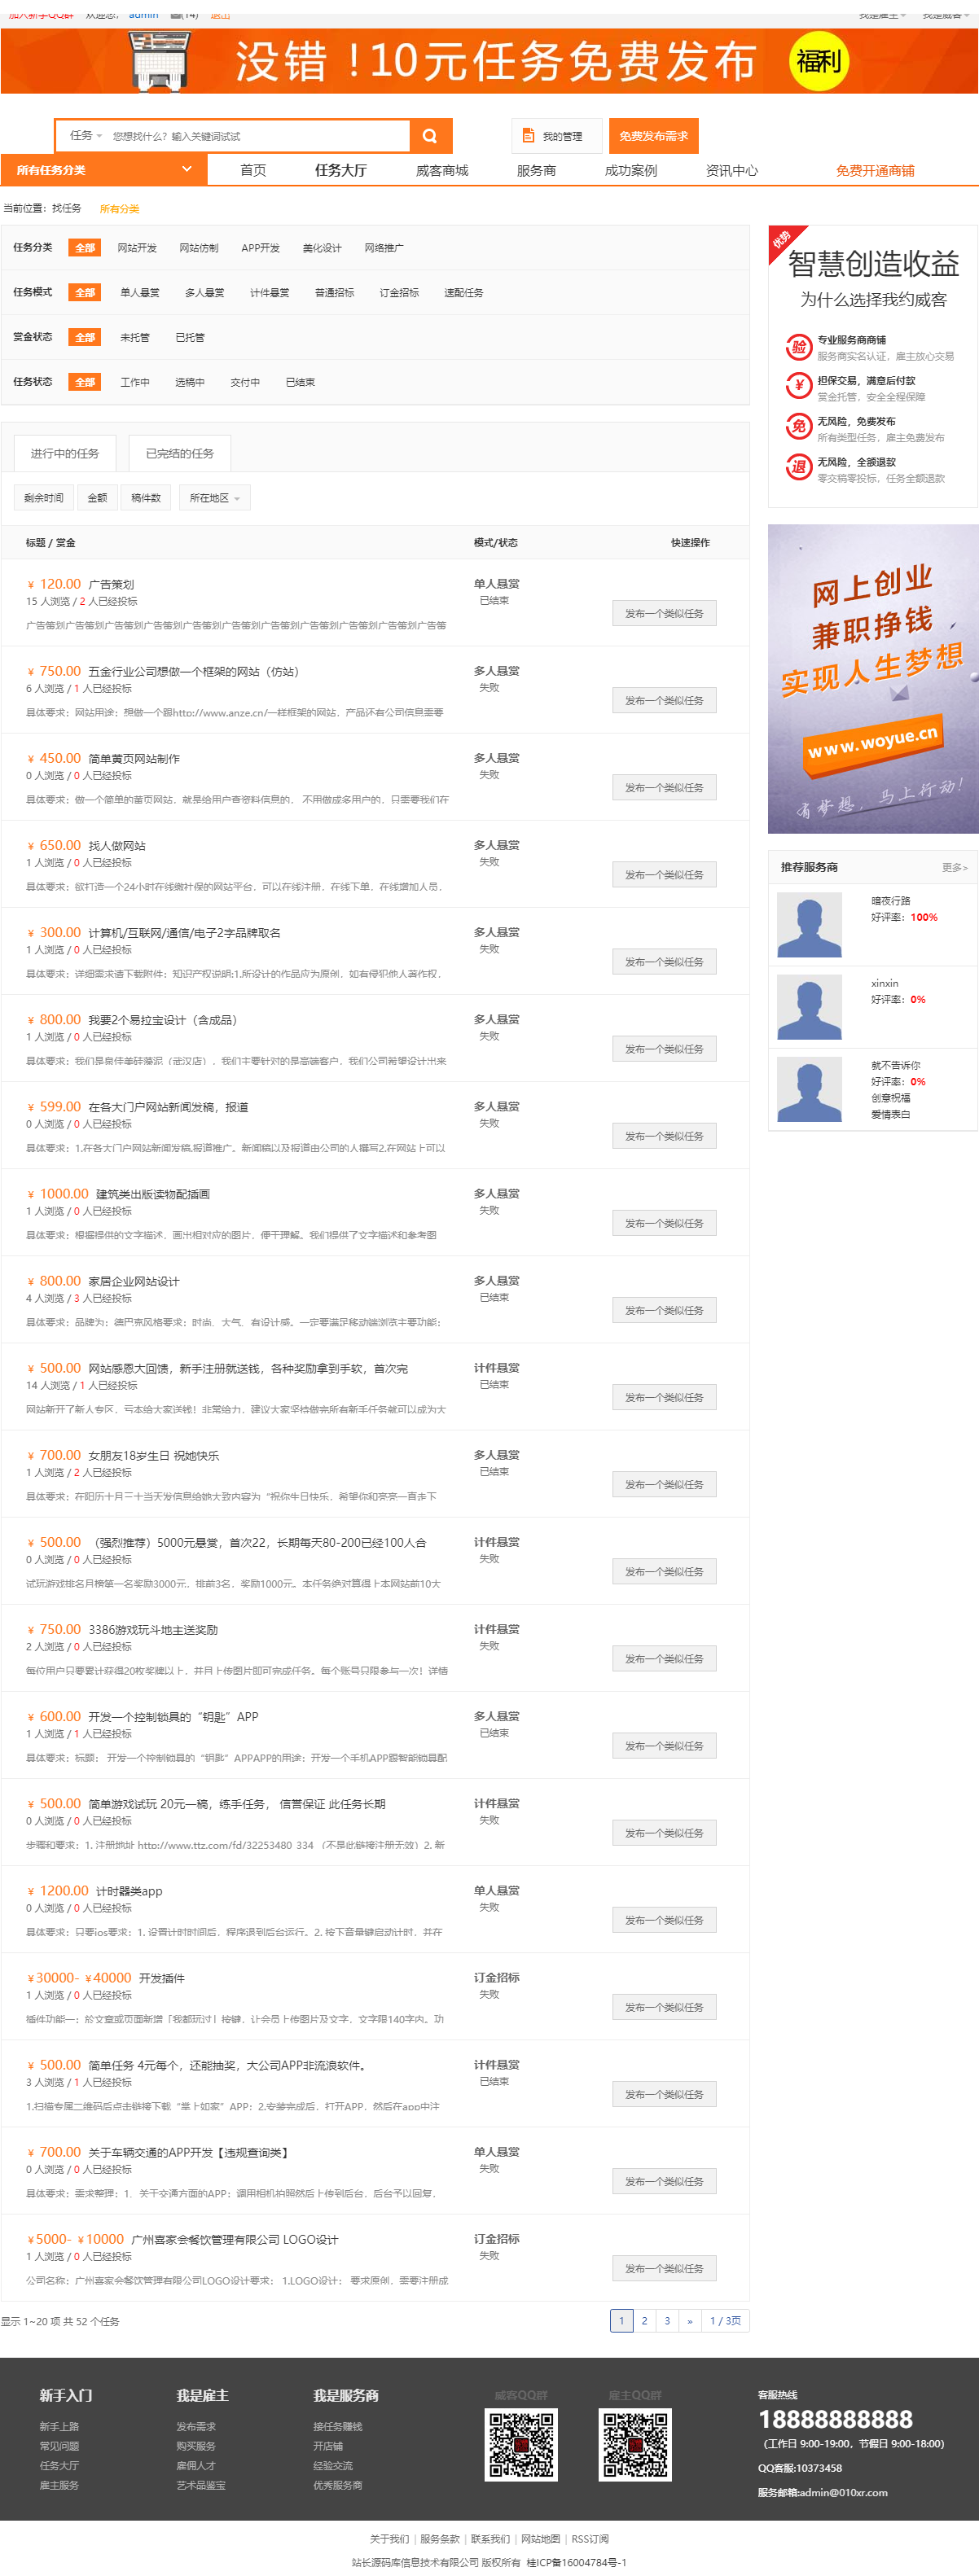 加入新手QQ群 欢迎您， admin (14) 退出 我是雇主 我是威客
没错！10元任务免费发布 福利
任务 您想找什么？输入关键词试试 我的管理 免费发布需求
所有任务分类 首页 任务大厅 威客商城 服务商 成功案例 资讯中心 免费开通商铺
当前位置：找任务 所有分类
任务分类 全部 网站开发 网站仿制 APP开发 美化设计 网络推广
任务模式 全部 单人悬赏 多人悬赏 计件悬赏 普通招标 订金招标 速配任务
赏金状态 全部 未托管 已托管
任务状态 全部 工作中 选稿中 交付中 已结束
进行中的任务 已完结的任务
剩余时间 金额 稿件数 所在地区
标题 / 赏金 模式/状态 快速操作
￥ 120.00 广告策划 单人悬赏
15 人浏览 / 2 人已经投标 已结束
发布一个类似任务
广告策划广告策划广告策划广告策划广告策划广告策划广告策划广告策划广告策划广告策划广告策
￥ 750.00 五金行业公司想做一个框架的网站（仿站） 多人悬赏
6 人浏览 / 1 人已经投标 失败
发布一个类似任务
具体要求：网站用途：想做一个跟http://www.anze.cn/一样框架的网站，产品还有公司信息需要
￥ 450.00 简单黄页网站制作 多人悬赏
0 人浏览 / 0 人已经投标 失败
发布一个类似任务
具体要求：做一个简单的黄页网站，就是给用户查资料信息的， 不用做成多用户的，只需要我们在
￥ 650.00 找人做网站 多人悬赏
1 人浏览 / 0 人已经投标 失败
发布一个类似任务
具体要求：欲打造一个24小时在线缴社保的网站平台，可以在线注册，在线下单，在线增加人员，
￥ 300.00 计算机/互联网/通信/电子2字品牌取名 多人悬赏
1 人浏览 / 0 人已经投标 失败
发布一个类似任务
具体要求：详细需求请下载附件；知识产权说明:1.所设计的作品应为原创，如有侵犯他人著作权，
￥ 800.00 我要2个易拉宝设计（含成品） 多人悬赏
1 人浏览 / 0 人已经投标 失败
发布一个类似任务
具体要求：我们是泉佳美硅藻泥（武汉店），我们主要针对的是高端客户，我们公司希望设计出来
￥ 599.00 在各大门户网站新闻发稿，报道 多人悬赏
0 人浏览 / 0 人已经投标 失败
发布一个类似任务
具体要求：1.在各大门户网站新闻发稿,报道推广。新闻稿以及报道由公司的人撰写2.在网站上可以
￥ 1000.00 建筑类出版读物配插画 多人悬赏
1 人浏览 / 0 人已经投标 失败
发布一个类似任务
具体要求：根据提供的文字描述，画出相对应的图片，便于理解。我们提供了文字描述和参考图
￥ 800.00 家居企业网站设计 多人悬赏
4 人浏览 / 3 人已经投标 已结束
发布一个类似任务
具体要求：品牌为：德巴克风格要求：时尚、大气、有设计感。一定要满足移动端浏览主要功能：
￥ 500.00 网站感恩大回馈，新手注册就送钱，各种奖励拿到手软，首次完 计件悬赏
14 人浏览 / 1 人已经投标 已结束
发布一个类似任务
网站新开了新人专区，亏本给大家送钱！非常给力，建议大家坚持做完所有新手任务就可以成为大
￥ 700.00 女朋友18岁生日 祝她快乐 多人悬赏
1 人浏览 / 2 人已经投标 已结束
发布一个类似任务
具体要求：在阳历十月三十当天发信息给她大致内容为“祝你生日快乐，希望你和亮亮一直走下
￥ 500.00 （强烈推荐）5000元悬赏，首次22，长期每天80-200已经100人合 计件悬赏
0 人浏览 / 0 人已经投标 失败
发布一个类似任务
试玩游戏排名月榜第一名奖励3000元，排前3名，奖励1000元。本任务绝对算得上本网站前10大
￥ 750.00 3386游戏玩斗地主送奖励 计件悬赏
2 人浏览 / 0 人已经投标 失败
发布一个类似任务
每位用户只要累计获得20枚奖牌以上，并且上传图片即可完成任务。每个账号只限参与一次！详情
￥ 600.00 开发一个控制锁具的“钥匙”APP 多人悬赏
1 人浏览 / 1 人已经投标 已结束
发布一个类似任务
具体要求：标题： 开发一个控制锁具的“钥匙”APPAPP的用途：开发一个手机APP跟智能锁具配
￥ 500.00 简单游戏试玩 20元一稿，练手任务， 信誉保证 此任务长期 计件悬赏
0 人浏览 / 0 人已经投标 失败
发布一个类似任务
步骤和要求：1. 注册地址 http://www.ttz.com/fd/32253480_334 （不是此链接注册无效）2. 新
￥ 1200.00 计时器类app 单人悬赏
0 人浏览 / 0 人已经投标 失败
发布一个类似任务
具体要求：只要ios要求：1. 设置计时时间后，程序退到后台运行。2. 按下音量键启动计时，并在
￥30000- ￥40000 开发插件 订金招标
1 人浏览 / 0 人已经投标 失败
发布一个类似任务
插件功能一：於文章或页面新增「我都玩过」按键，让会员上传图片及文字，文字限140字内。功
￥ 500.00 简单任务 4元每个，还能抽奖，大公司APP非流浪软件。 计件悬赏
3 人浏览 / 1 人已经投标 已结束
发布一个类似任务
1.扫描专属二维码后点击链接下载“掌上如家”APP；2.安装完成后，打开APP，然后在app中注
￥ 700.00 关于车辆交通的APP开发【违规查询类】 单人悬赏
0 人浏览 / 0 人已经投标 失败
发布一个类似任务
具体要求：需求整理：1、关于交通方面的APP；调用相机拍照然后上传到后台，后台予以回复。
￥5000- ￥10000 广州喜家会餐饮管理有限公司 LOGO设计 订金招标
1 人浏览 / 0 人已经投标 失败
发布一个类似任务
公司名称：广州喜家会餐饮管理有限公司LOGO设计要求： 1.LOGO设计： 要求原创，需要注册成
显示 1~20 项 共 52 个任务 1 2 3 » 1 / 3页
优势
智慧创造收益
为什么选择我约威客
验 专业服务商商铺
服务商实名认证，雇主放心交易
￥ 担保交易，满意后付款
赏金托管，安全全程保障
免 无风险，免费发布
所有类型任务，雇主免费发布
退 无风险，全额退款
零交稿零投标，任务全额退款
网上创业
兼职挣钱
实现人生梦想
www.woyue.cn
有梦想，马上行动！
推荐服务商 更多>
暗夜行路
好评率：100%
xinxin
好评率：0%
就不告诉你
好评率：0%
创意祝福
爱情表白
新手入门 我是雇主 我是服务商 威客QQ群 雇主QQ群 客服热线
新手上路 发布需求 接任务赚钱 18888888888
常见问题 购买服务 开店铺 （工作日 9:00-19:00，节假日 9:00-18:00）
任务大厅 雇佣人才 经验交流 QQ客服:10373458
雇主服务 艺术品鉴宝 优秀服务商 服务邮箱:admin@010xr.com
关于我们 | 服务条款 | 联系我们 | 网站地图 | RSS订阅
站长源码库信息技术有限公司 版权所有 桂ICP备16004784号-1